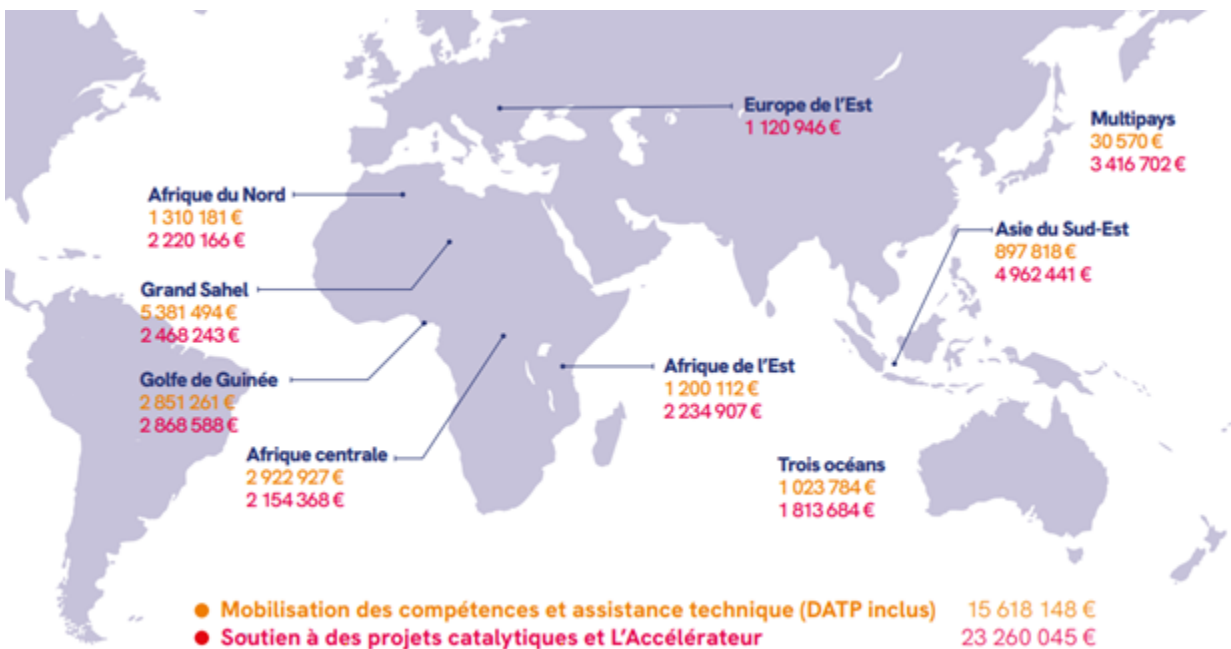 Europe de l'Est
1 120 946 €
Multipays
30 570 €
3 416 702 €
Afrique du Nord
1 310 181 €
2 220 166 €
Asie du Sud-Est
897 818 €
4 962 441 €
Grand Sahel
5 381 494 €
2 468 243 €
Golfe de Guinée
2 851 261 €
2 868 588 €
Afrique de l'Est
1 200 112 €
2 234 907 €
Afrique centrale
2 922 927 €
2 154 368 €
Trois océans
1 023 784 €
1 813 684 €
Mobilisation des compétences et assistance technique (DATP inclus) 15 618 148 €
Soutien à des projets catalytiques et L'Accélérateur 23 260 045 €